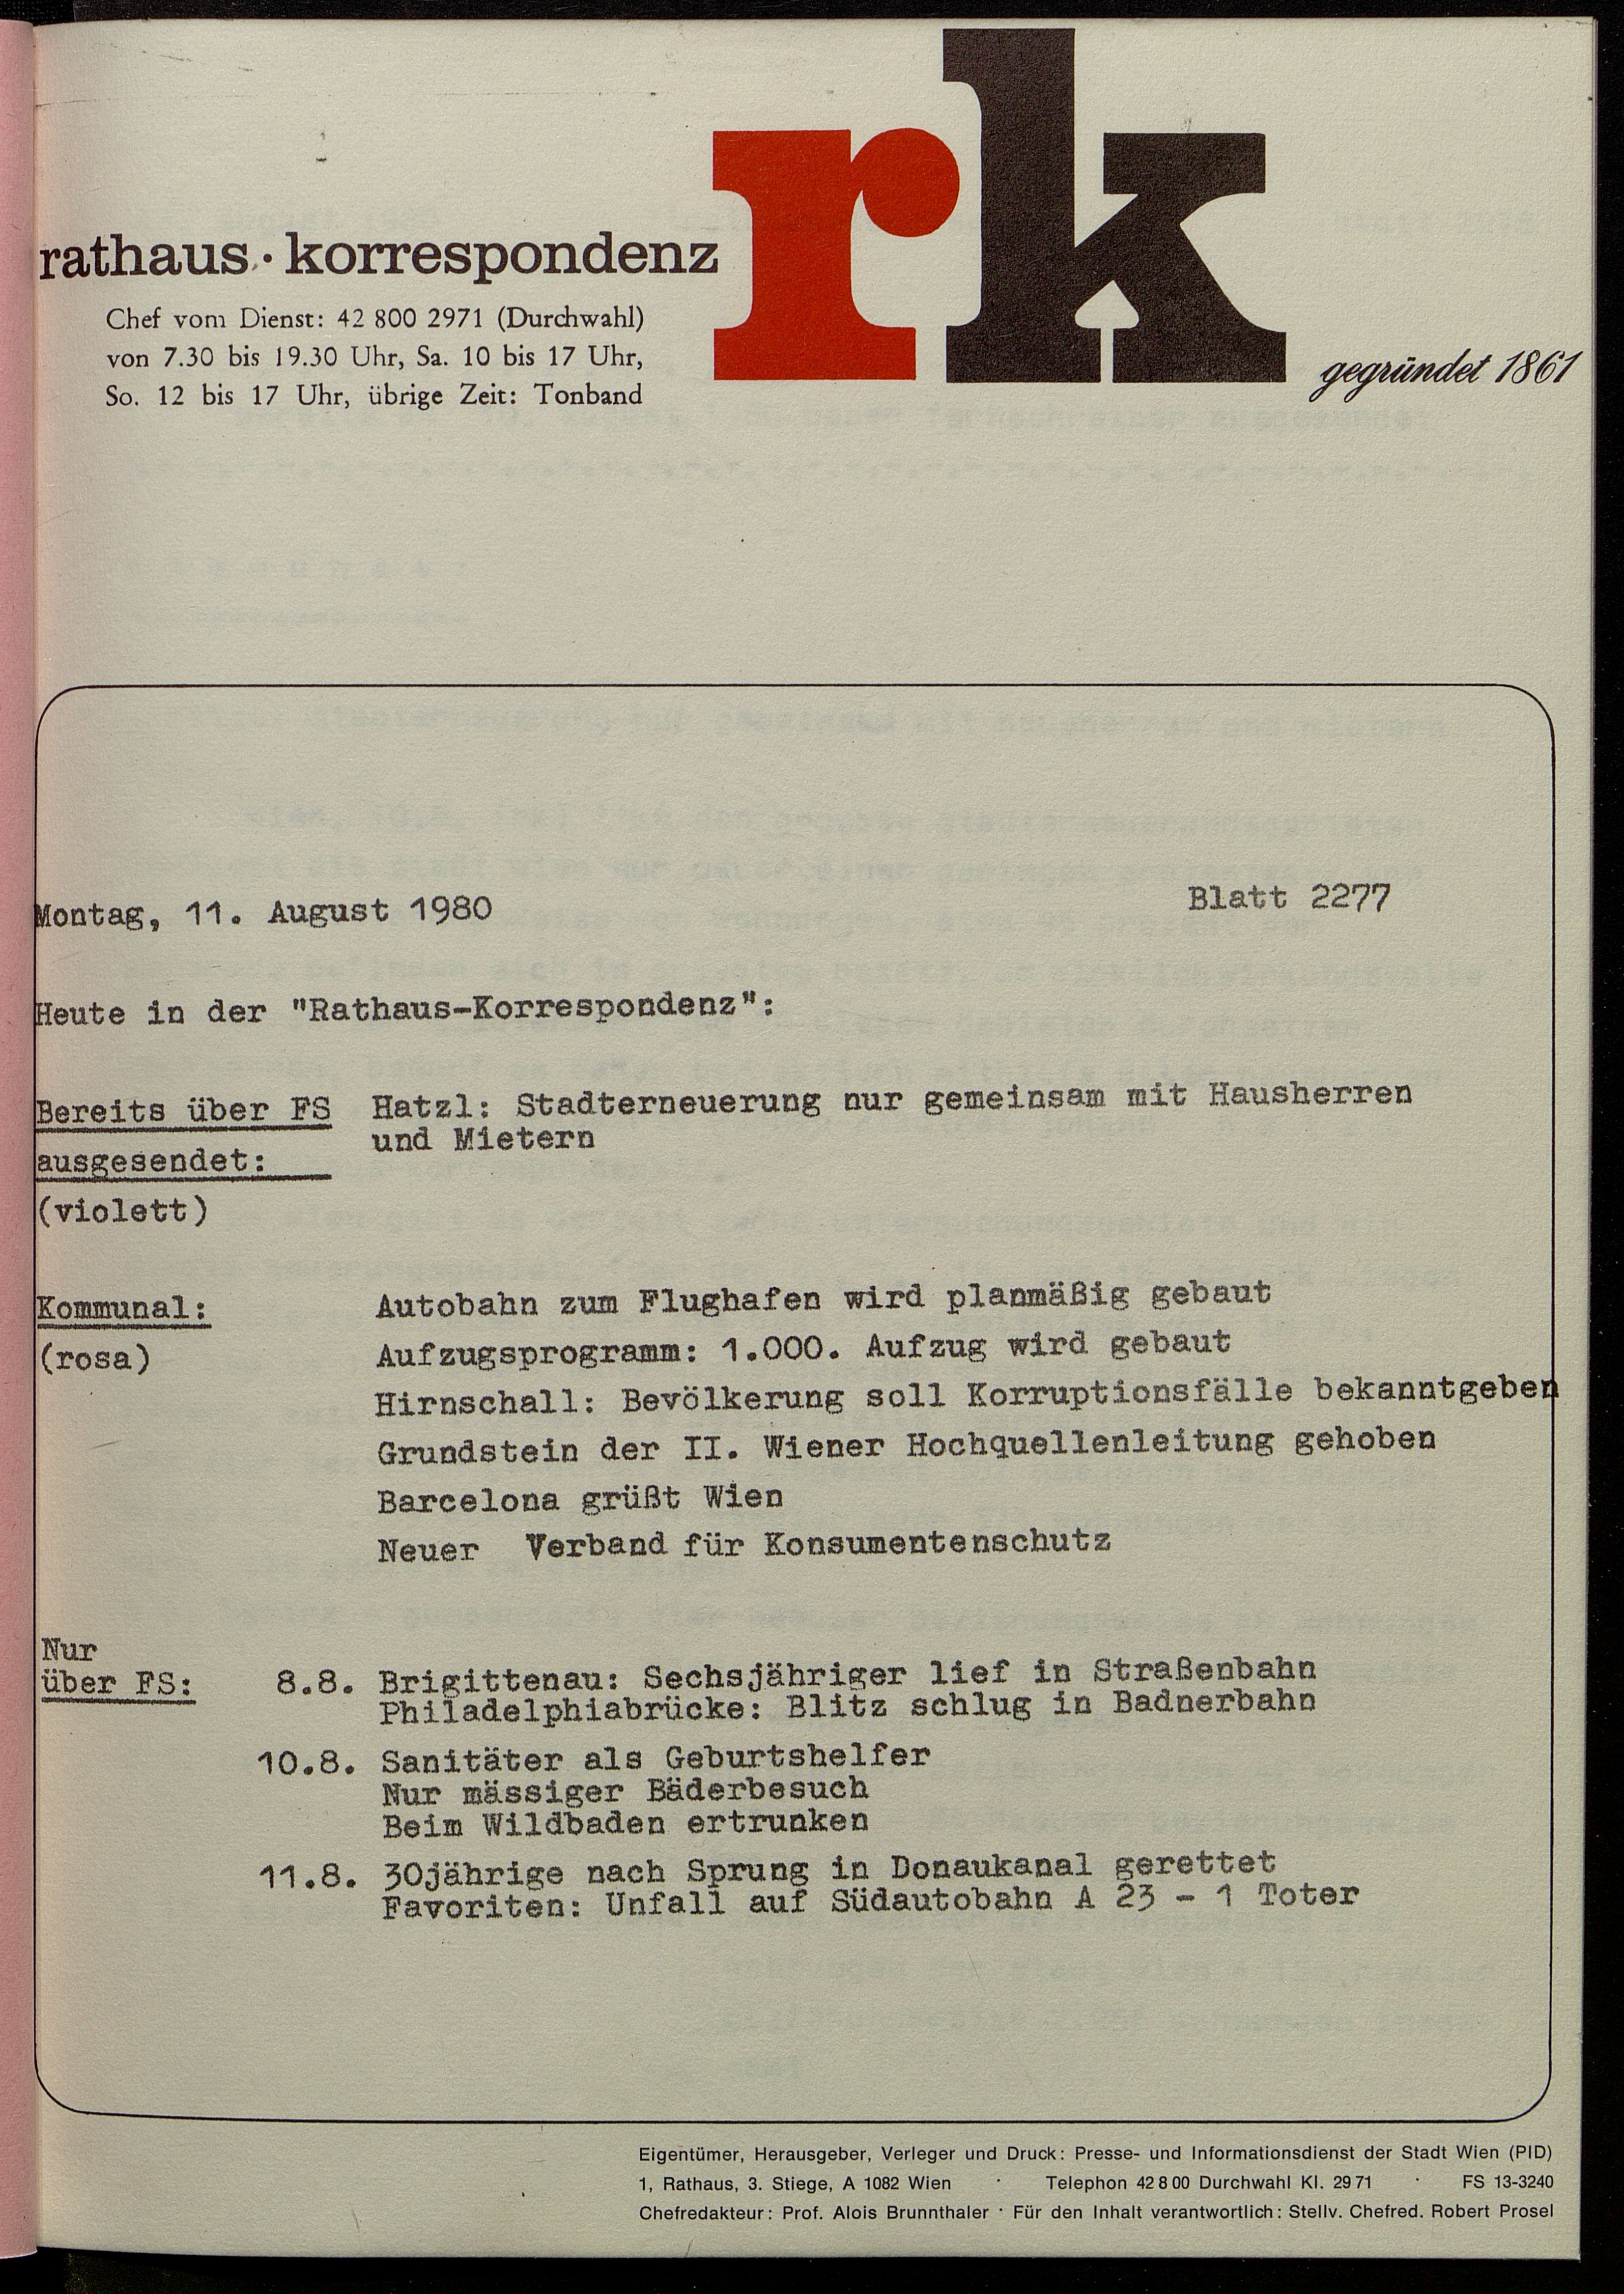 rk
rathaus · korrespondenz
Chef vom Dienst: 42 800 2971 (Durchwahl)
von 7.30 bis 19.30 Uhr, Sa. 10 bis 17 Uhr,
So. 12 bis 17 Uhr, übrige Zeit: Tonband
gegründet 1861
Montag, 11. August 1980 Blatt 2277
Heute in der "Rathaus-Korrespondenz":
Bereits über FS Hatzl: Stadterneuerung nur gemeinsam mit Hausherren
und Mietern
ausgesendet:
(violett)
Kommunal: Autobahn zum Flughafen wird planmäßig gebaut
(rosa) Aufzugsprogramm: 1.000. Aufzug wird gebaut
Hirnschall: Bevölkerung soll Korruptionsfälle bekanntgeben
Grundstein der II. Wiener Hochquellenleitung gehoben
Barcelona grüßt Wien
Neuer Verband für Konsumentenschutz
Nur
über FS: 8.8. Brigittenau: Sechsjähriger lief in Straßenbahn
Philadelphiabrücke: Blitz schlug in Badnerbahn
10.8. Sanitäter als Geburtshelfer
Nur mässiger Bäderbesuch
Beim Wildbaden ertrunken
11.8. 30jährige nach Sprung in Donaukanal gerettet
Favoriten: Unfall auf Südautobahn A 23 - 1 Toter
Eigentümer, Herausgeber, Verleger und Druck: Presse- und Informationsdienst der Stadt Wien (PID)
1, Rathaus, 3. Stiege, A 1082 Wien · Telephon 42 8 00 Durchwahl Kl. 29 71 · FS 13-3240
Chefredakteur: Prof. Alois Brunnthaler · Für den Inhalt verantwortlich: Stellv. Chefred. Robert Prosel